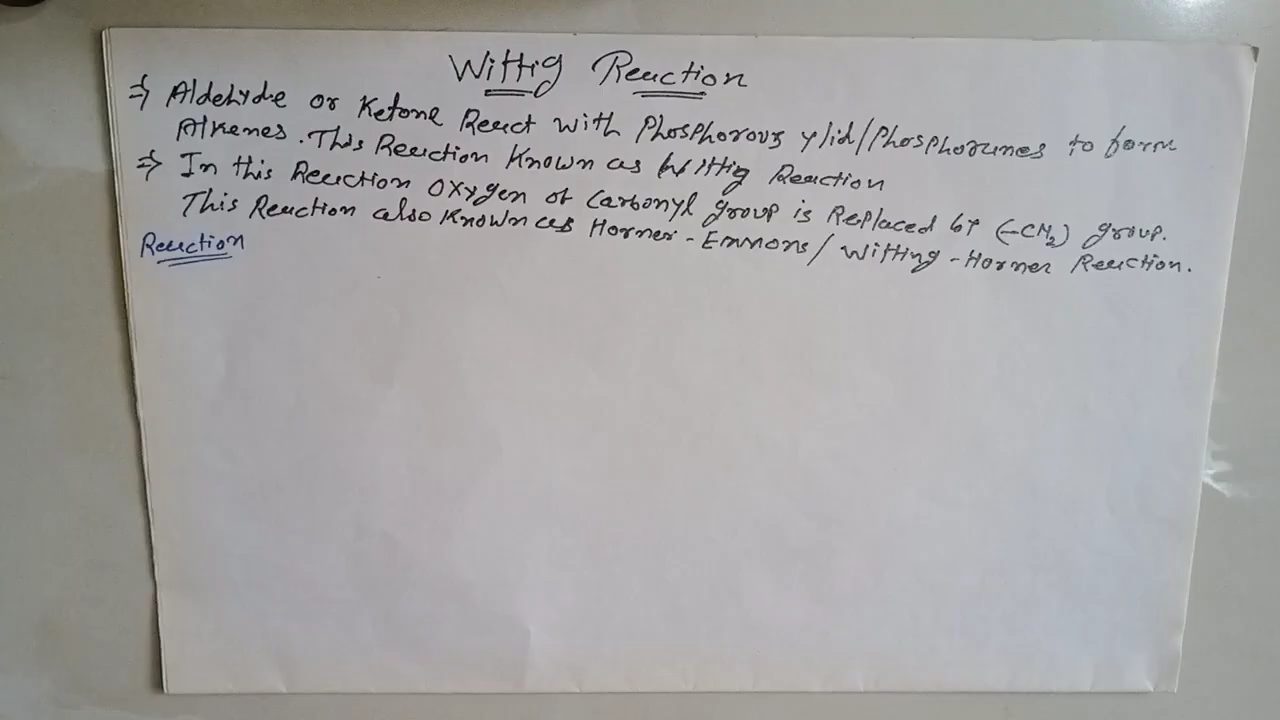 Wittig Reaction
⇒ Aldehyde or Ketone React with Phosphorous ylid/Phosphoranes to form
Alkenes. This Reaction Known as Wittig Reaction
⇒ In this Reaction Oxygen of Carbonyl group is Replaced by (=CH₂) group.
This Reaction also Known as Horner-Emmons/Witting-Horner Reaction.
Reaction